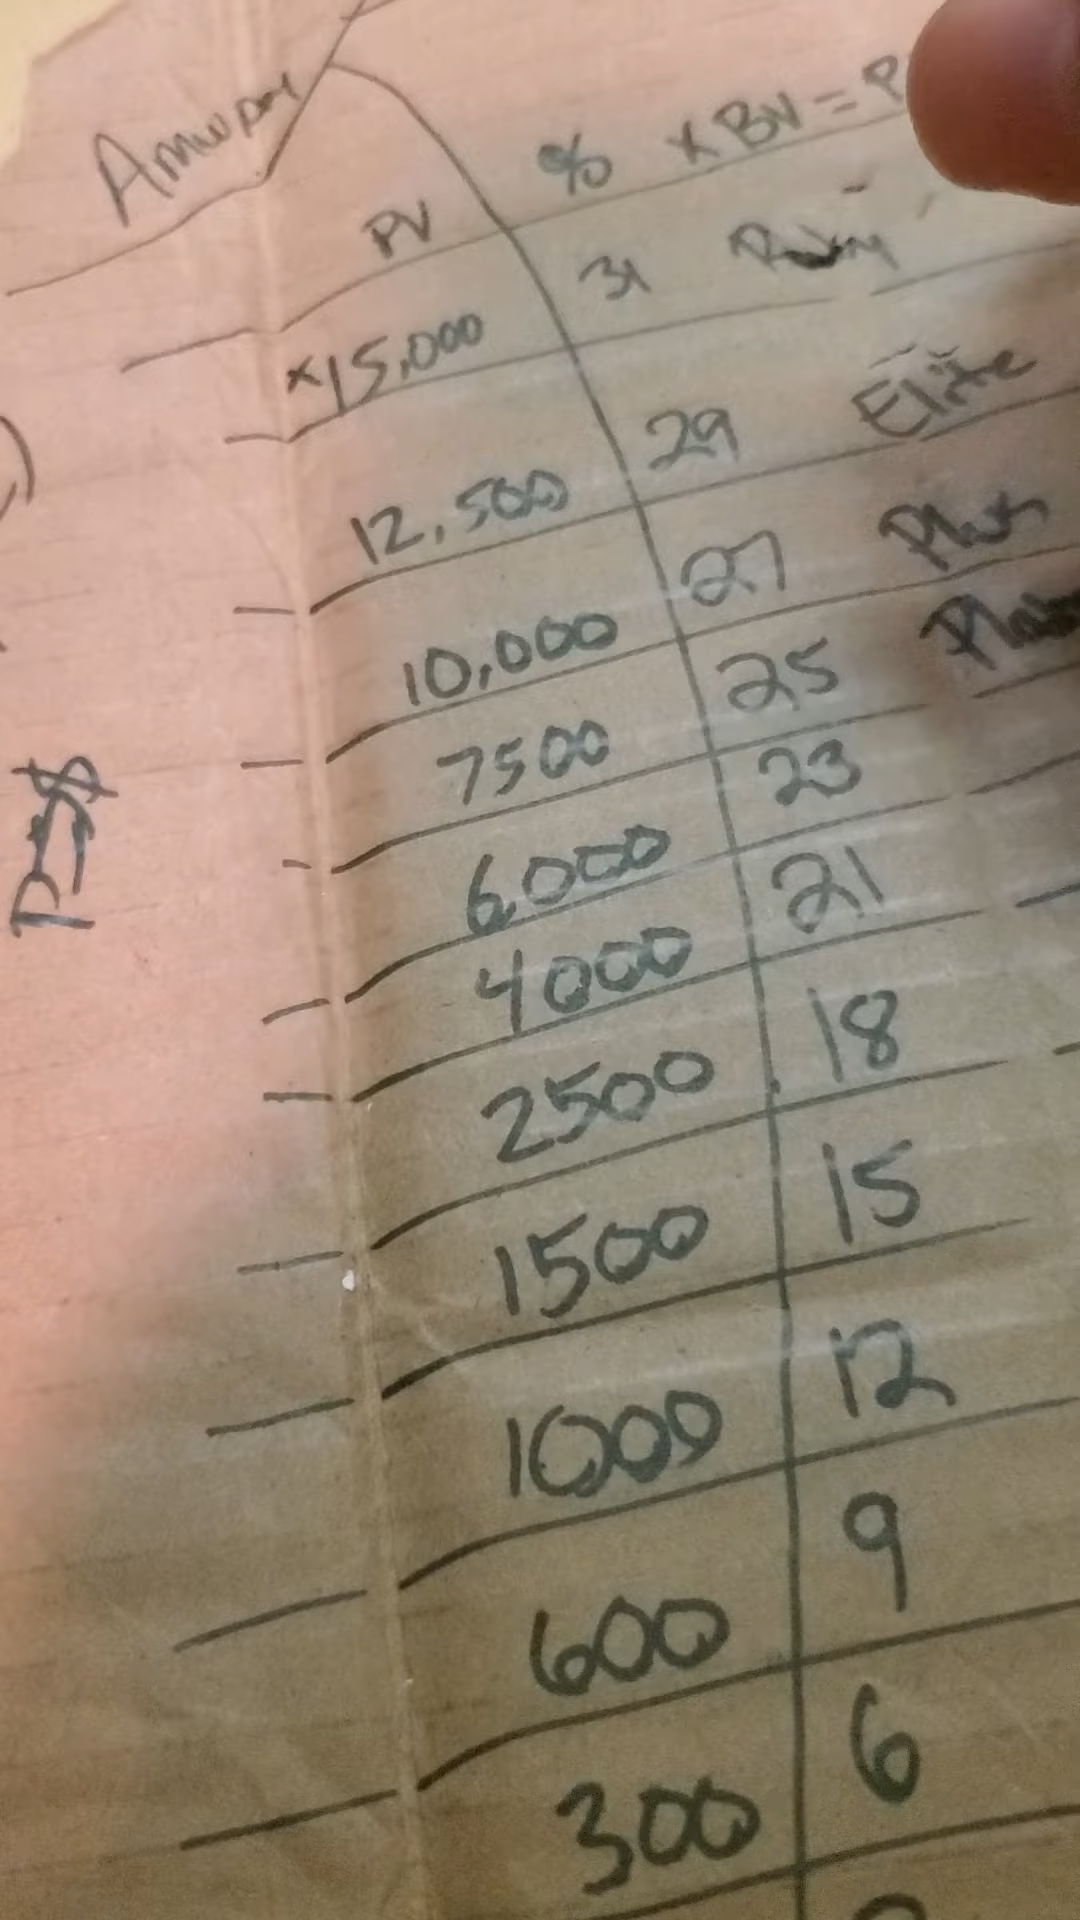 PV % x BV = P
x15,000 31
12,500 29 Elite
10,000 27 Plus
7500 25
6000 23
4000 21
2500 18
1500 15
1000 12
600 9
300 6
P→$